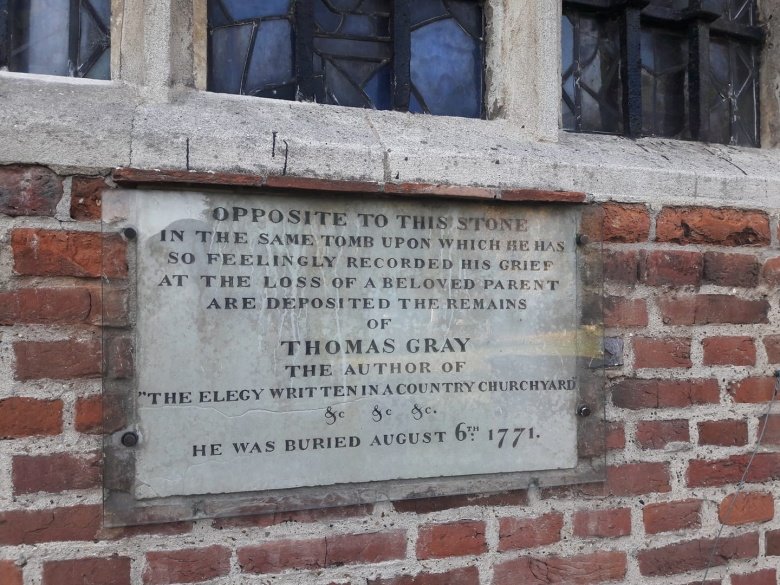 OPPOSITE TO THIS STONE
IN THE SAME TOMB UPON WHICH HE HAS
SO FEELINGLY RECORDED HIS GRIEF
AT THE LOSS OF A BELOVED PARENT
ARE DEPOSITED THE REMAINS
OF
THOMAS GRAY
THE AUTHOR OF
"THE ELEGY WRITTEN IN A COUNTRY CHURCHYARD"
&c &c &c.
HE WAS BURIED AUGUST 6TH. 1771.